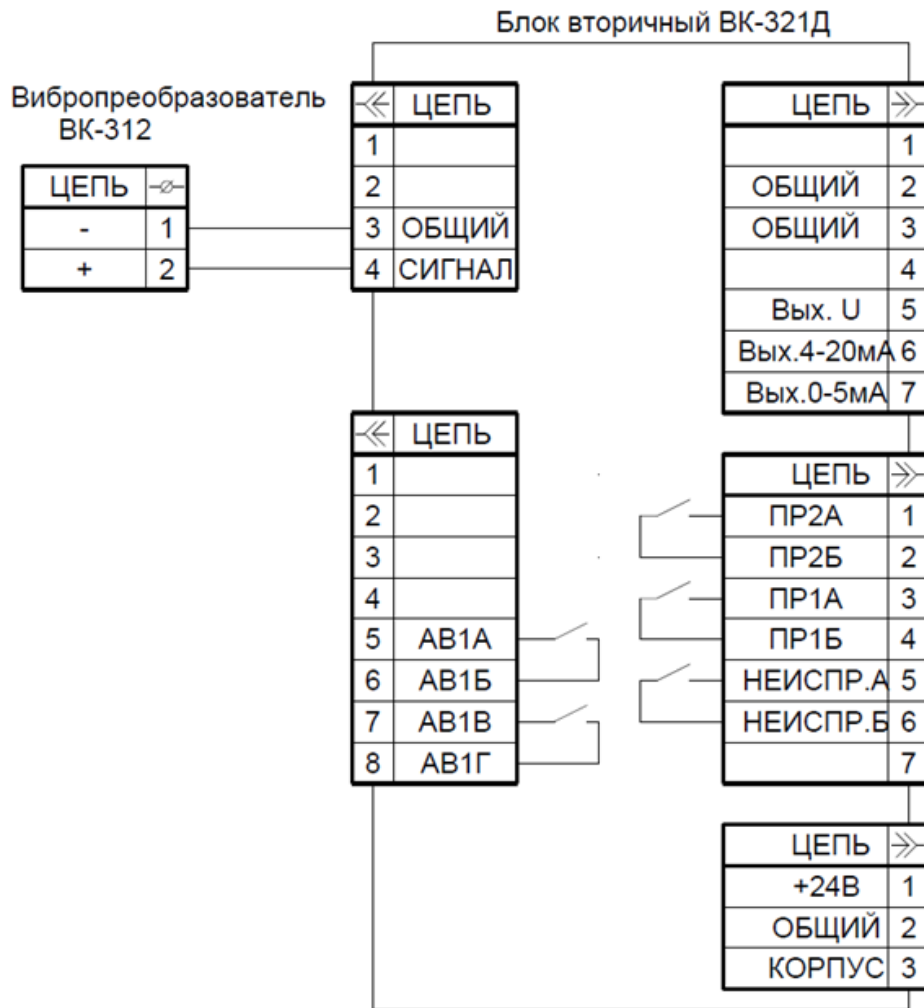 Блок вторичный ВК-321Д
Вибропреобразователь
ВК-312
ЦЕПЬ
- 1
+ 2
ЦЕПЬ
1
2
3 ОБЩИЙ
4 СИГНАЛ
ЦЕПЬ
1
ОБЩИЙ 2
ОБЩИЙ 3
4
Вых. U 5
Вых.4-20мА 6
Вых.0-5мА 7
ЦЕПЬ
1
2
3
4
5 АВ1А
6 АВ1Б
7 АВ1В
8 АВ1Г
ЦЕПЬ
ПР2А 1
ПР2Б 2
ПР1А 3
ПР1Б 4
НЕИСПР.А 5
НЕИСПР.Б 6
7
ЦЕПЬ
+24В 1
ОБЩИЙ 2
КОРПУС 3